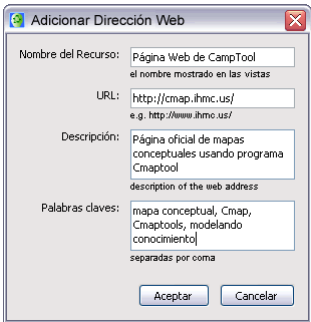 Adicionar Dirección Web
Nombre del Recurso: Página Web de CampTool
el nombre mostrado en las vistas
URL: http://cmap.ihmc.us/
e.g. http://www.ihmc.us/
Descripción: Página oficial de mapas
conceptuales usando programa
Cmaptool
description of the web address
Palabras claves: mapa conceptual, Cmap,
Cmaptools, modelando
conocimiento
separadas por coma
Aceptar Cancelar